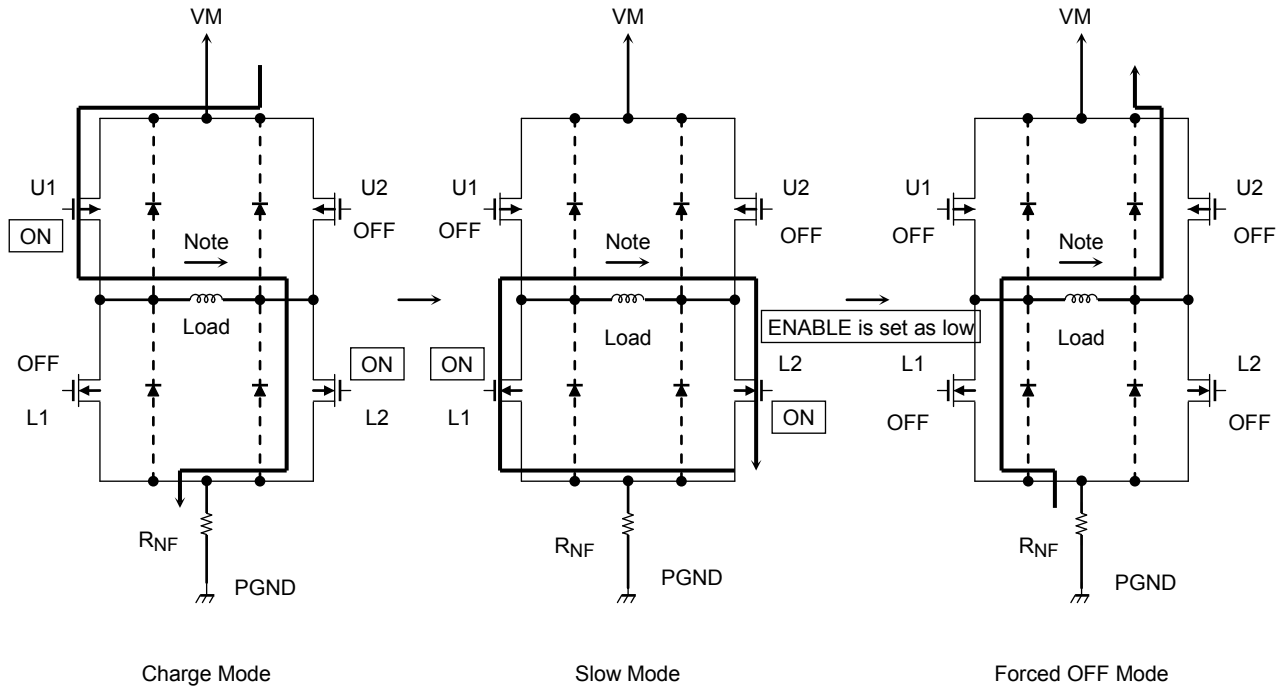 VM
U1
ON
U2
OFF
Note
Load
OFF
L1
ON
L2
RNF
PGND
Charge Mode
VM
U1
OFF
U2
OFF
Note
Load
ON
L1
L2
ON
RNF
PGND
Slow Mode
ENABLE is set as low
VM
U1
OFF
U2
OFF
Note
Load
L1
OFF
L2
OFF
RNF
PGND
Forced OFF Mode